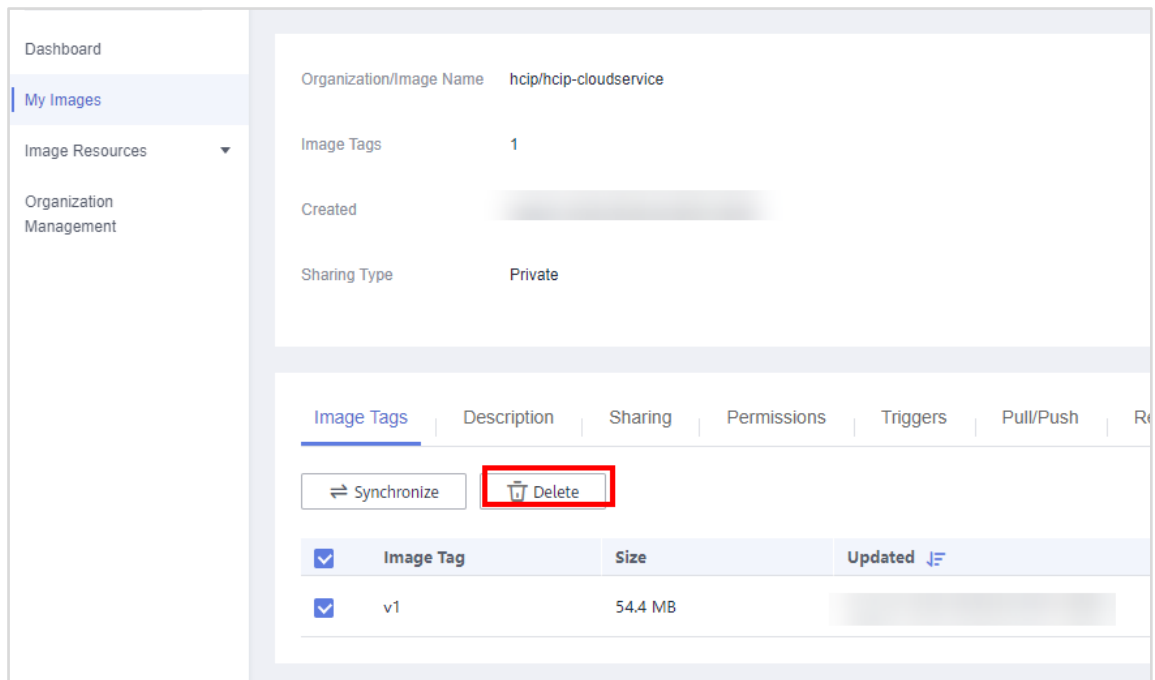 Dashboard
My Images
Image Resources
Organization
Management
Organization/Image Name hcip/hcip-cloudservice
Image Tags 1
Created
Sharing Type Private
Image Tags Description Sharing Permissions Triggers Pull/Push
Synchronize Delete
Image Tag Size Updated
v1 54.4 MB